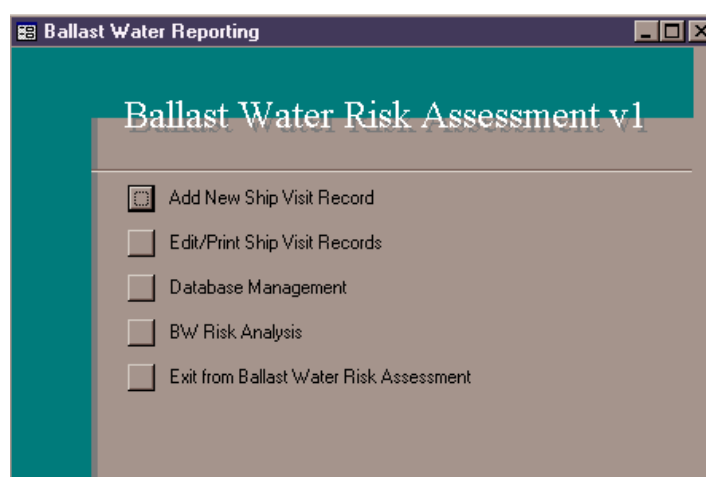 Ballast Water Reporting
Ballast Water Risk Assessment v1
Add New Ship Visit Record
Edit/Print Ship Visit Records
Database Management
BW Risk Analysis
Exit from Ballast Water Risk Assessment